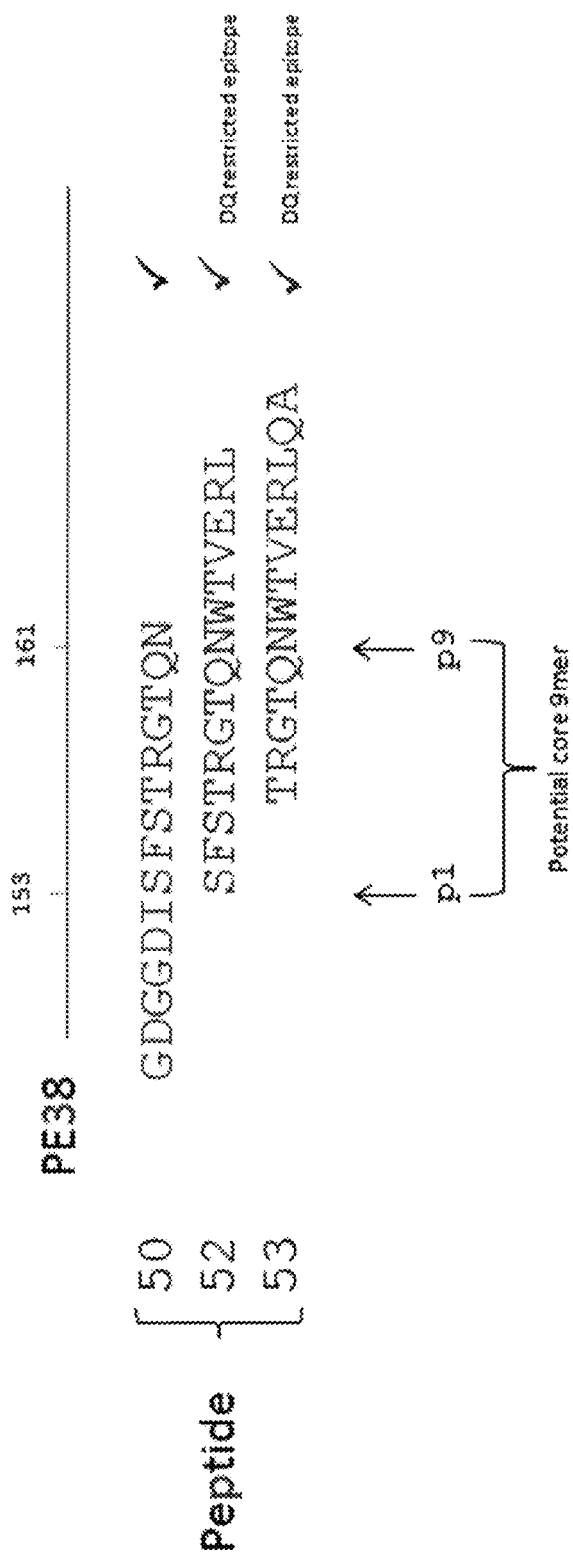 153 161
PE38
50 GDGGDISFSTRGTQN ✓
52 SFSTRGTQNWTVERL ✓ DQ restricted epitope
53 TRGTQNWTVERLQA ✓ DQ restricted epitope
Peptide
p1 p9
Potential core 9mer